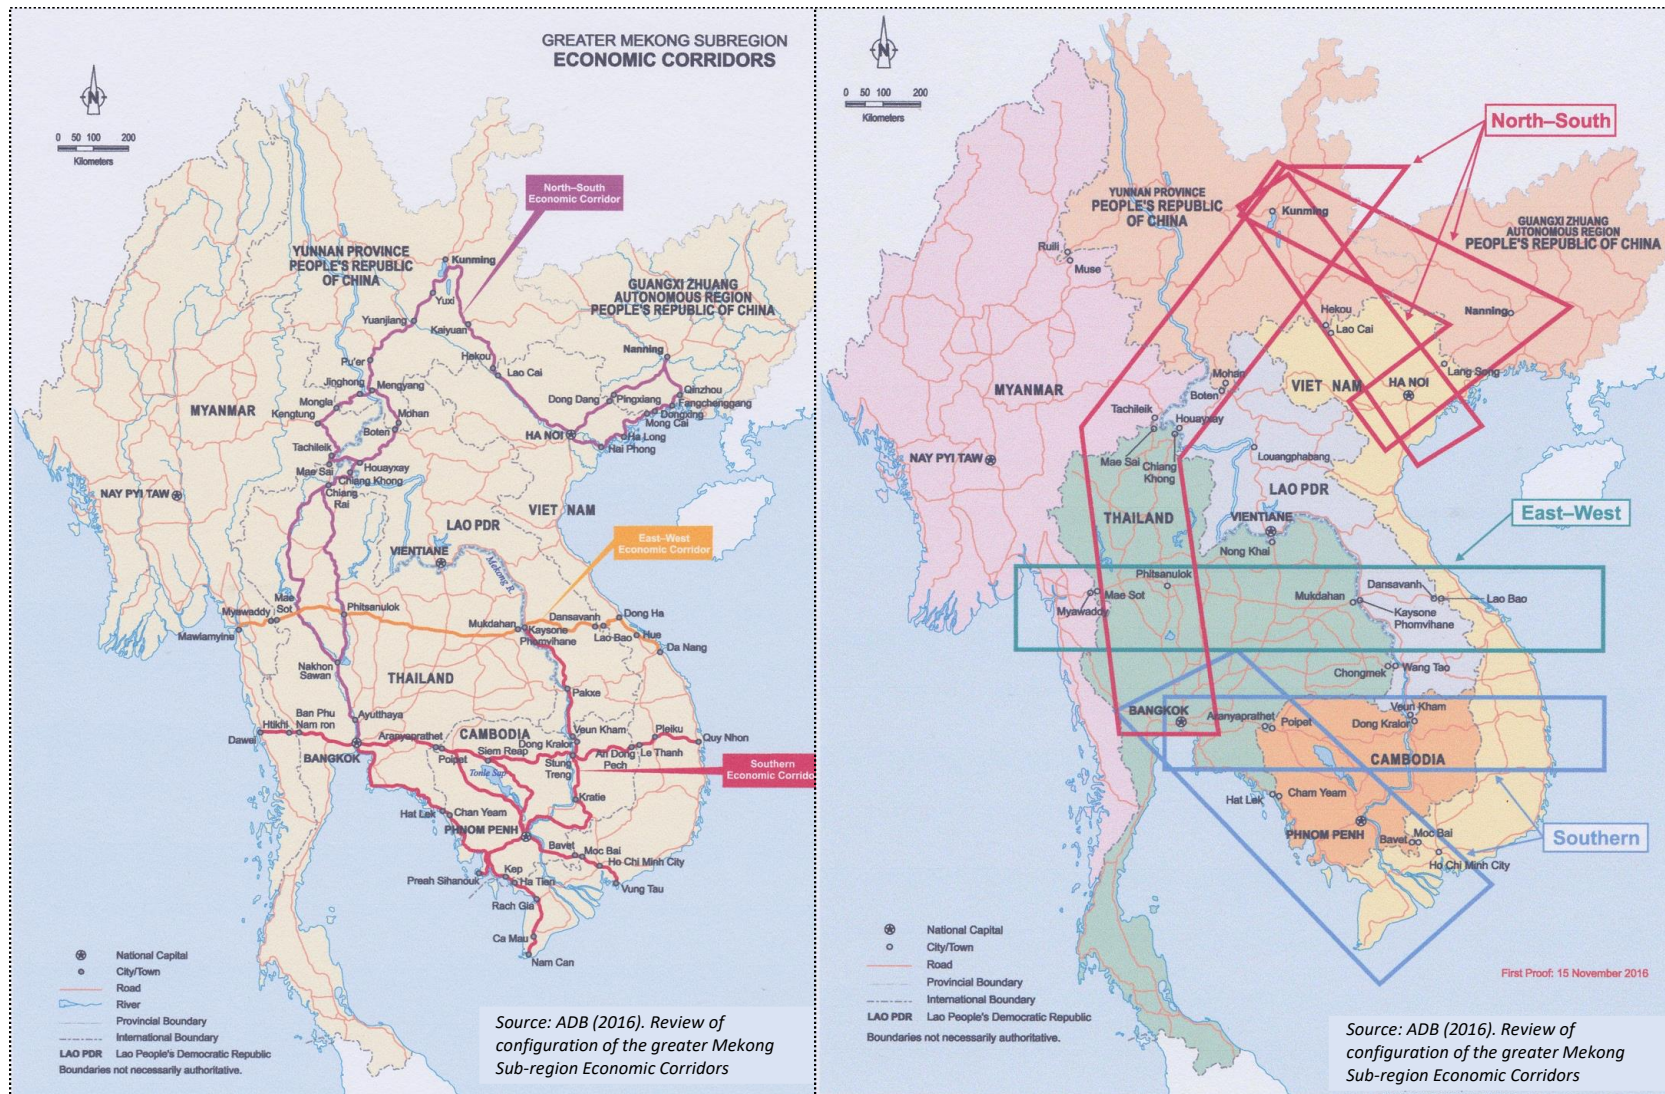 GREATER MEKONG SUBREGION
ECONOMIC CORRIDORS
N
0 50 100 200
Kilometers
North–South
Economic Corridor
YUNNAN PROVINCE
PEOPLE'S REPUBLIC
OF CHINA
Kunming
Yuxi
GUANGXI ZHUANG
AUTONOMOUS REGION
PEOPLE'S REPUBLIC OF CHINA
Yuanjiang
Kaiyuan
Nanning
Hekou
Pu'er
Lao Cai
Jinghong
Mengyang
Qinzhou
Dong Dang
Pingxiang
Fangchenggang
Mongla
Dongxing
MYANMAR
Kengtung
Mohan
Mong Cai
Boten
HA NOI
Ha Long
Tachileik
Hai Phong
Mae Sai
Houayxay
Chiang Khong
Chiang
Rai
NAY PYI TAW
VIET NAM
LAO PDR
East–West
Economic Corridor
VIENTIANE
Mekong R.
Mae
Sot
Myawaddy
Phitsanulok
Dansavanh
Dong Ha
Mawlamyine
Mukdahan
Kaysone
Phomvihane
Lao Bao
Hue
Da Nang
Nakhon
Sawan
THAILAND
Pakxe
Ban Phu
Nam ron
Htikhi
Ayutthaya
Dawei
Aranyaprathet
CAMBODIA
Veun Kham
Pleiku
Siem Reap
Dong Kralor
Quy Nhon
BANGKOK
Poipet
Stung
Treng
An Dong
Pech
Le Thanh
Tonle Sap
Southern
Economic Corrido
Kratie
Hat Lek
Chan Yeam
PHNOM PENH
Bavet
Moc Bai
Ho Chi Minh City
Kep
Preah Sihanouk
Ha Tien
Vung Tau
Rach Gia
Ca Mau
Nam Can
National Capital
City/Town
Road
River
Provincial Boundary
International Boundary
LAO PDR Lao People's Democratic Republic
Boundaries not necessarily authoritative.
Source: ADB (2016). Review of
configuration of the greater Mekong
Sub-region Economic Corridors
N
0 50 100 200
Kilometers
North–South
YUNNAN PROVINCE
PEOPLE'S REPUBLIC
OF CHINA
Kunming
GUANGXI ZHUANG
AUTONOMOUS REGION
PEOPLE'S REPUBLIC OF CHINA
Ruili
Muse
Hekou
Lao Cai
Nanning
Lang Song
Mohan
Boten
VIET NAM
HA NOI
MYANMAR
Tachileik
Houayxay
Mae Sai
Chiang
Khong
Louangphabang
NAY PYI TAW
LAO PDR
THAILAND
VIENTIANE
Nong Khai
East–West
Phitsanulok
Dansavanh
Mae Sot
Mukdahan
Lao Bao
Myawaddy
Kaysone
Phomvihane
Chongmek
Wang Tao
BANGKOK
Aranyaprathet
Poipet
Veun Kham
Dong Kralor
CAMBODIA
Hat Lek
Cham Yeam
PHNOM PENH
Bavet
Moc Bai
Southern
Ho Chi Minh City
National Capital
City/Town
Road
Provincial Boundary
International Boundary
LAO PDR Lao People's Democratic Republic
Boundaries not necessarily authoritative.
First Proof: 15 November 2016
Source: ADB (2016). Review of
configuration of the greater Mekong
Sub-region Economic Corridors